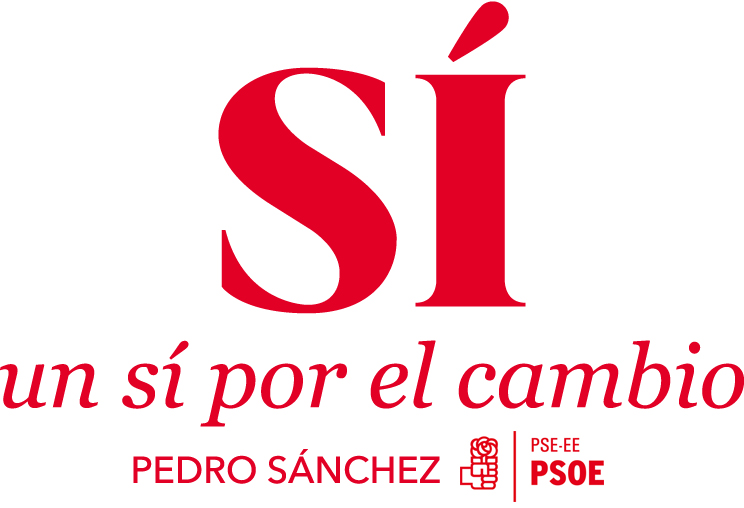 SÍ
un sí por el cambio
PEDRO SÁNCHEZ
PSE-EE
PSOE